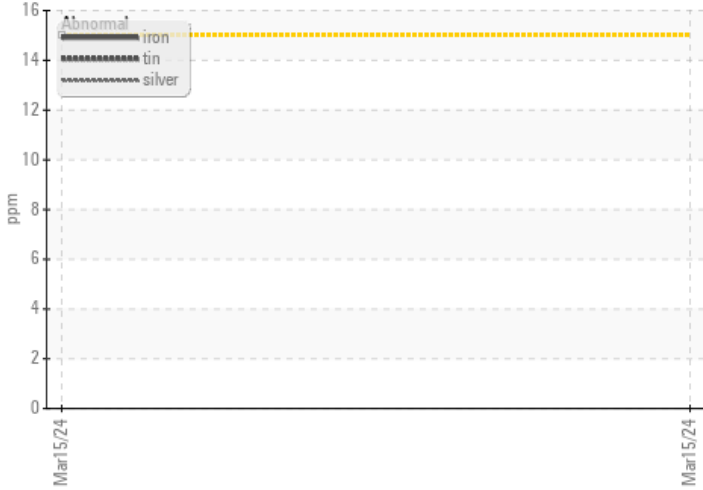 16
Abnormal
iron
tin
silver
14
12
10
8
6
4
2
0
ppm
Mar15/24
Mar15/24